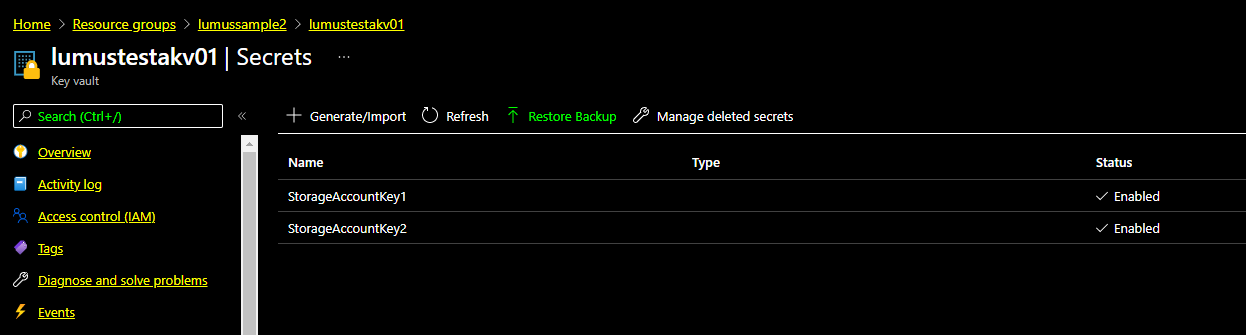 Home > Resource groups > lumussample2 > lumustestakv01
lumustestakv01 | Secrets ...
Key vault
Search (Ctrl+/) «
Generate/Import Refresh Restore Backup Manage deleted secrets
Overview
Activity log
Access control (IAM)
Tags
Diagnose and solve problems
Events
Name Type Status
StorageAccountKey1 Enabled
StorageAccountKey2 Enabled